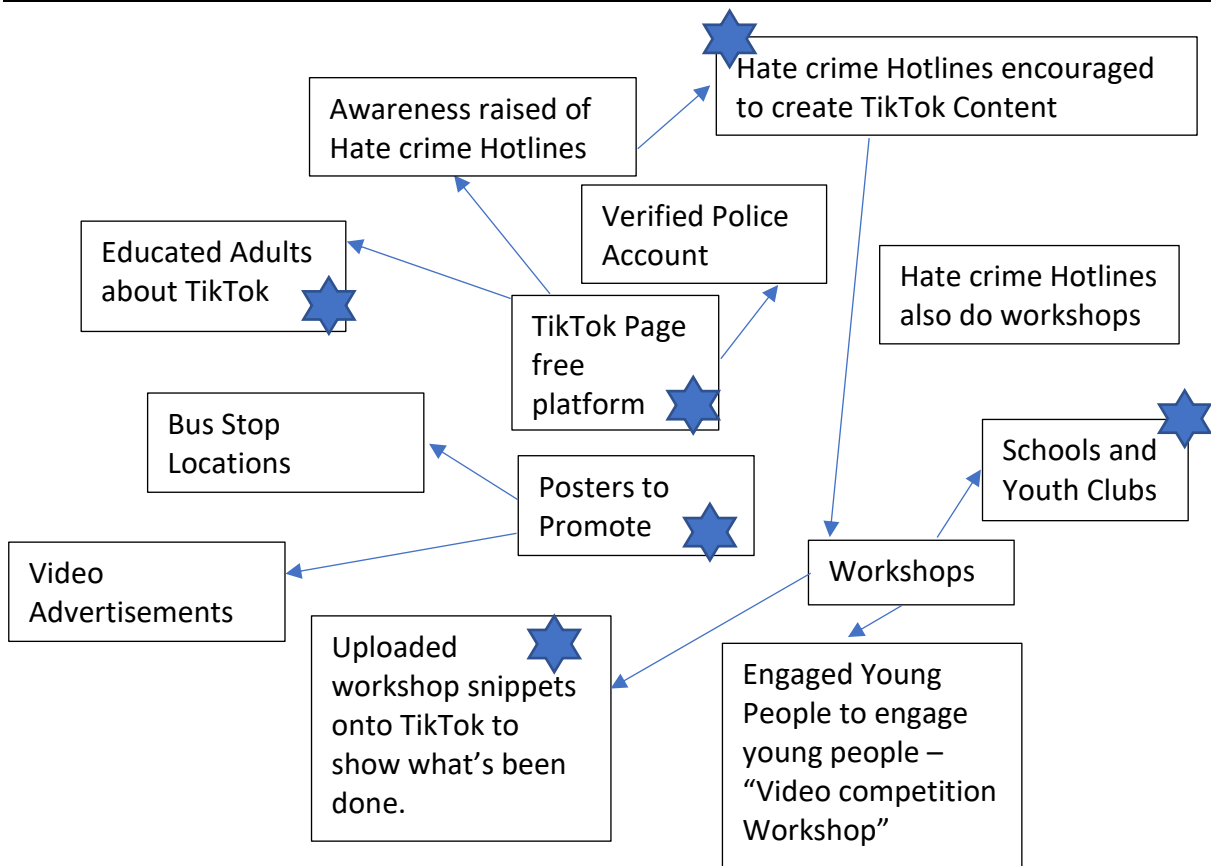 Hate crime Hotlines encouraged
to create TikTok Content
Awareness raised of
Hate crime Hotlines
Verified Police
Account
Educated Adults
about TikTok
Hate crime Hotlines
also do workshops
TikTok Page
free
platform
Bus Stop
Locations
Schools and
Youth Clubs
Posters to
Promote
Workshops
Video
Advertisements
Uploaded
workshop snippets
onto TikTok to
show what’s been
done.
Engaged Young
People to engage
young people –
“Video competition
Workshop”